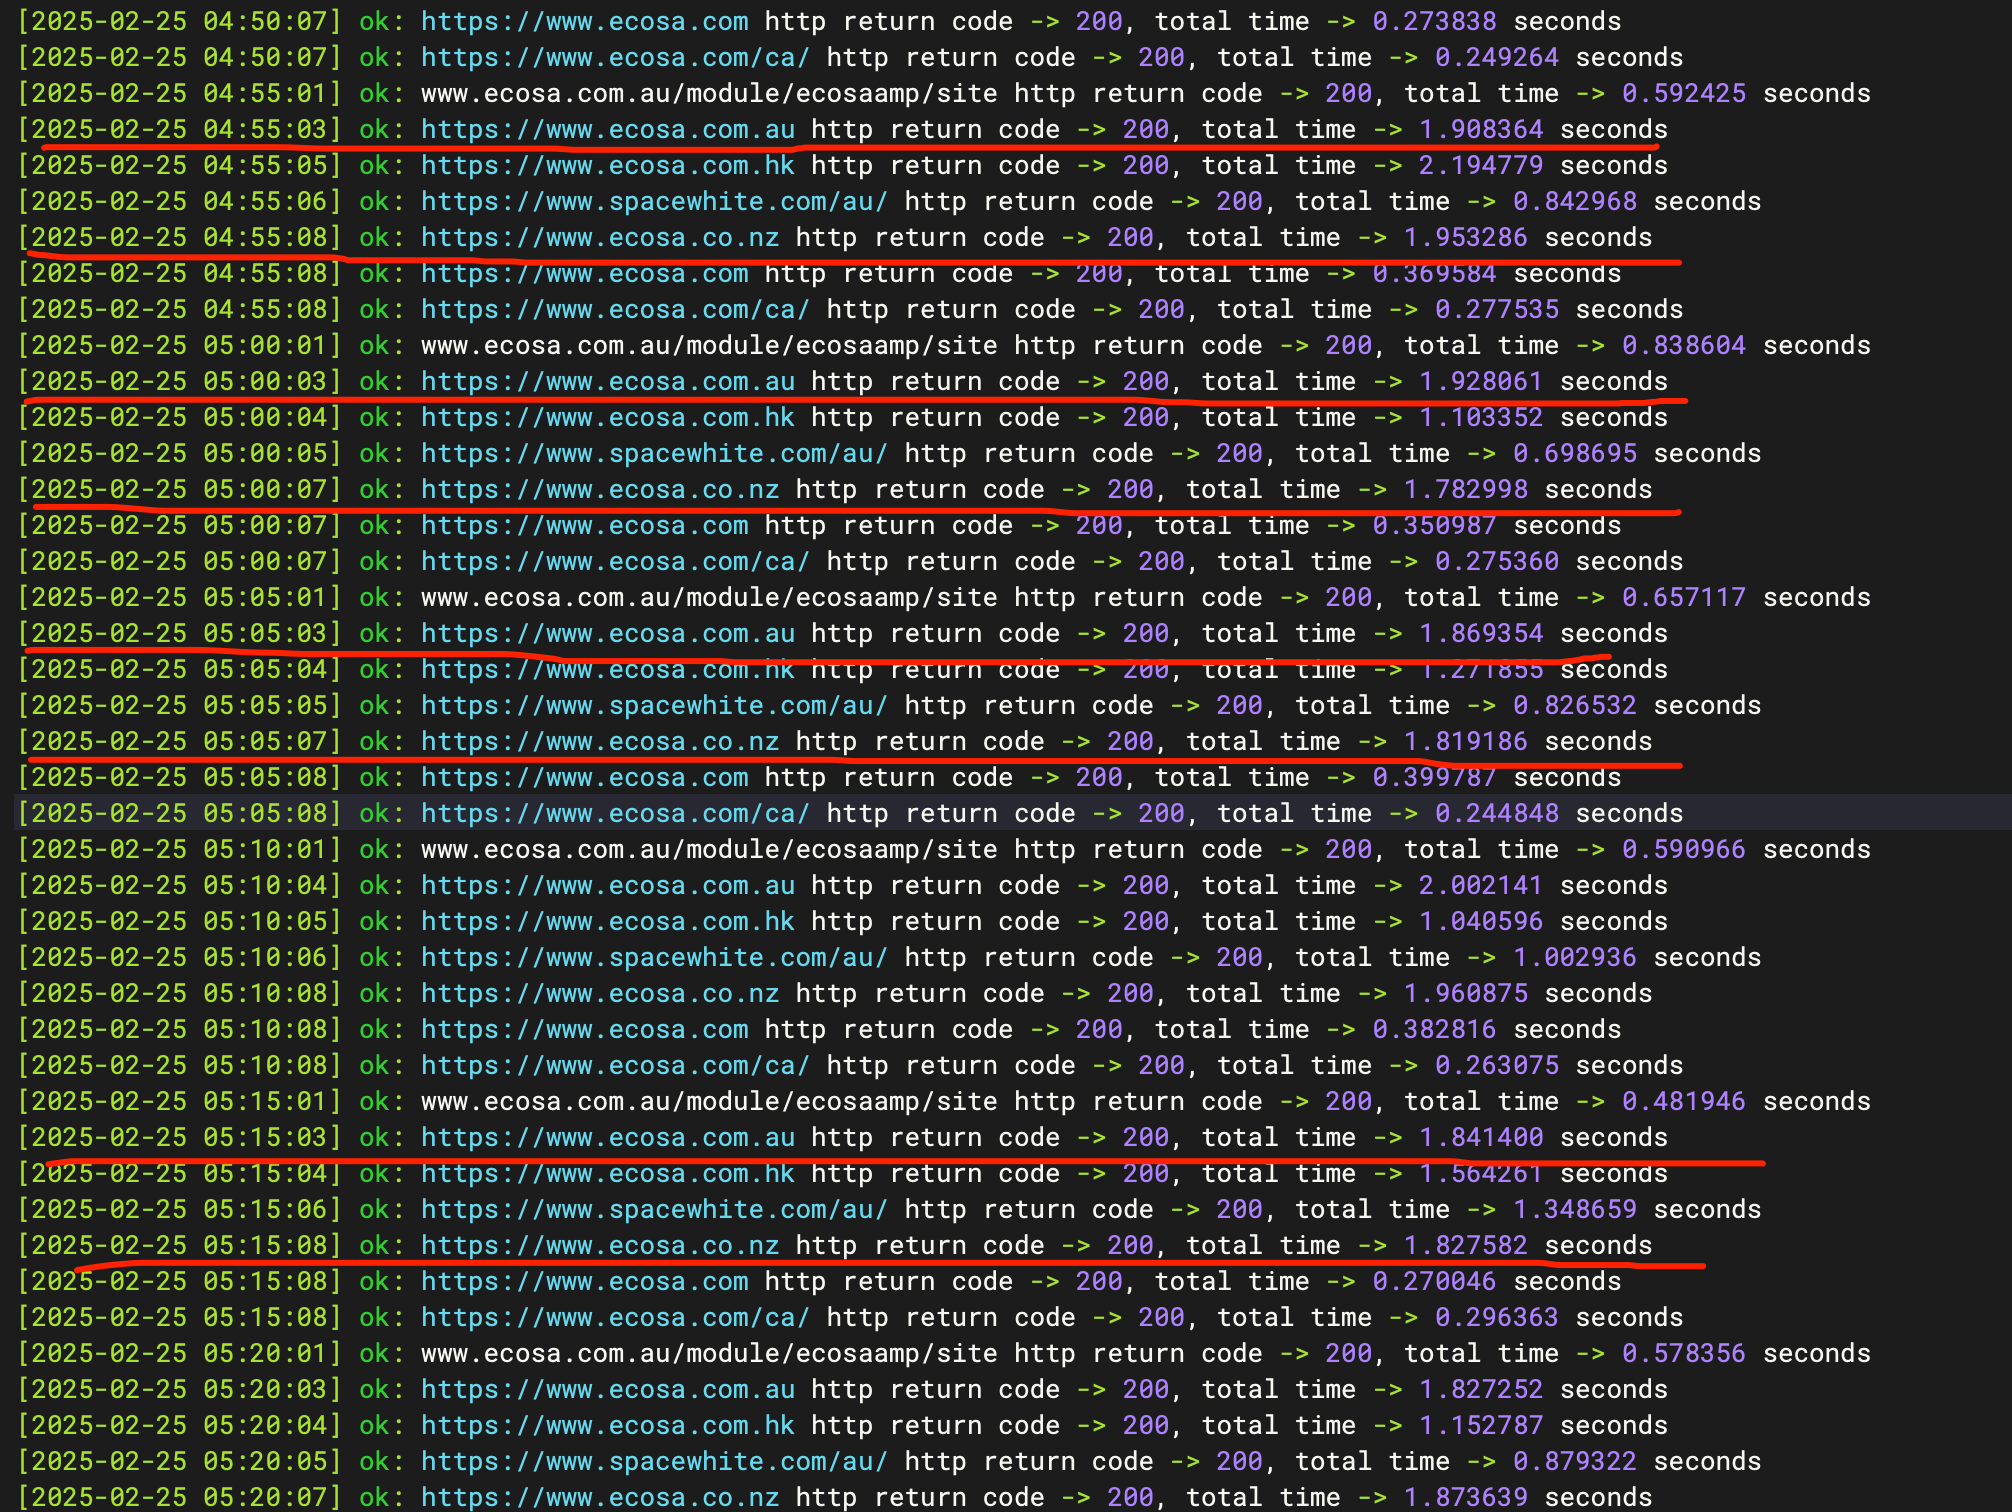 [2025-02-25 04:50:07] ok: https://www.ecosa.com http return code -> 200, total time -> 0.273838 seconds
[2025-02-25 04:50:07] ok: https://www.ecosa.com/ca/ http return code -> 200, total time -> 0.249264 seconds
[2025-02-25 04:55:01] ok: www.ecosa.com.au/module/ecosaamp/site http return code -> 200, total time -> 0.592425 seconds
[2025-02-25 04:55:03] ok: https://www.ecosa.com.au http return code -> 200, total time -> 1.908364 seconds
[2025-02-25 04:55:05] ok: https://www.ecosa.com.hk http return code -> 200, total time -> 2.194779 seconds
[2025-02-25 04:55:06] ok: https://www.spacewhite.com/au/ http return code -> 200, total time -> 0.842968 seconds
[2025-02-25 04:55:08] ok: https://www.ecosa.co.nz http return code -> 200, total time -> 1.953286 seconds
[2025-02-25 04:55:08] ok: https://www.ecosa.com http return code -> 200, total time -> 0.369584 seconds
[2025-02-25 04:55:08] ok: https://www.ecosa.com/ca/ http return code -> 200, total time -> 0.277535 seconds
[2025-02-25 05:00:01] ok: www.ecosa.com.au/module/ecosaamp/site http return code -> 200, total time -> 0.838604 seconds
[2025-02-25 05:00:03] ok: https://www.ecosa.com.au http return code -> 200, total time -> 1.928061 seconds
[2025-02-25 05:00:04] ok: https://www.ecosa.com.hk http return code -> 200, total time -> 1.103352 seconds
[2025-02-25 05:00:05] ok: https://www.spacewhite.com/au/ http return code -> 200, total time -> 0.698695 seconds
[2025-02-25 05:00:07] ok: https://www.ecosa.co.nz http return code -> 200, total time -> 1.782998 seconds
[2025-02-25 05:00:07] ok: https://www.ecosa.com http return code -> 200, total time -> 0.350987 seconds
[2025-02-25 05:00:07] ok: https://www.ecosa.com/ca/ http return code -> 200, total time -> 0.275360 seconds
[2025-02-25 05:05:01] ok: www.ecosa.com.au/module/ecosaamp/site http return code -> 200, total time -> 0.657117 seconds
[2025-02-25 05:05:03] ok: https://www.ecosa.com.au http return code -> 200, total time -> 1.869354 seconds
[2025-02-25 05:05:04] ok: https://www.ecosa.com.hk http return code -> 200, total time -> 1.271855 seconds
[2025-02-25 05:05:05] ok: https://www.spacewhite.com/au/ http return code -> 200, total time -> 0.826532 seconds
[2025-02-25 05:05:07] ok: https://www.ecosa.co.nz http return code -> 200, total time -> 1.819186 seconds
[2025-02-25 05:05:08] ok: https://www.ecosa.com http return code -> 200, total time -> 0.399787 seconds
[2025-02-25 05:05:08] ok: https://www.ecosa.com/ca/ http return code -> 200, total time -> 0.244848 seconds
[2025-02-25 05:10:01] ok: www.ecosa.com.au/module/ecosaamp/site http return code -> 200, total time -> 0.590966 seconds
[2025-02-25 05:10:04] ok: https://www.ecosa.com.au http return code -> 200, total time -> 2.002141 seconds
[2025-02-25 05:10:05] ok: https://www.ecosa.com.hk http return code -> 200, total time -> 1.040596 seconds
[2025-02-25 05:10:06] ok: https://www.spacewhite.com/au/ http return code -> 200, total time -> 1.002936 seconds
[2025-02-25 05:10:08] ok: https://www.ecosa.co.nz http return code -> 200, total time -> 1.960875 seconds
[2025-02-25 05:10:08] ok: https://www.ecosa.com http return code -> 200, total time -> 0.382816 seconds
[2025-02-25 05:10:08] ok: https://www.ecosa.com/ca/ http return code -> 200, total time -> 0.263075 seconds
[2025-02-25 05:15:01] ok: www.ecosa.com.au/module/ecosaamp/site http return code -> 200, total time -> 0.481946 seconds
[2025-02-25 05:15:03] ok: https://www.ecosa.com.au http return code -> 200, total time -> 1.841400 seconds
[2025-02-25 05:15:04] ok: https://www.ecosa.com.hk http return code -> 200, total time -> 1.564261 seconds
[2025-02-25 05:15:06] ok: https://www.spacewhite.com/au/ http return code -> 200, total time -> 1.348659 seconds
[2025-02-25 05:15:08] ok: https://www.ecosa.co.nz http return code -> 200, total time -> 1.827582 seconds
[2025-02-25 05:15:08] ok: https://www.ecosa.com http return code -> 200, total time -> 0.270046 seconds
[2025-02-25 05:15:08] ok: https://www.ecosa.com/ca/ http return code -> 200, total time -> 0.296363 seconds
[2025-02-25 05:20:01] ok: www.ecosa.com.au/module/ecosaamp/site http return code -> 200, total time -> 0.578356 seconds
[2025-02-25 05:20:03] ok: https://www.ecosa.com.au http return code -> 200, total time -> 1.827252 seconds
[2025-02-25 05:20:04] ok: https://www.ecosa.com.hk http return code -> 200, total time -> 1.152787 seconds
[2025-02-25 05:20:05] ok: https://www.spacewhite.com/au/ http return code -> 200, total time -> 0.879322 seconds
[2025-02-25 05:20:07] ok: https://www.ecosa.co.nz http return code -> 200, total time -> 1.873639 seconds